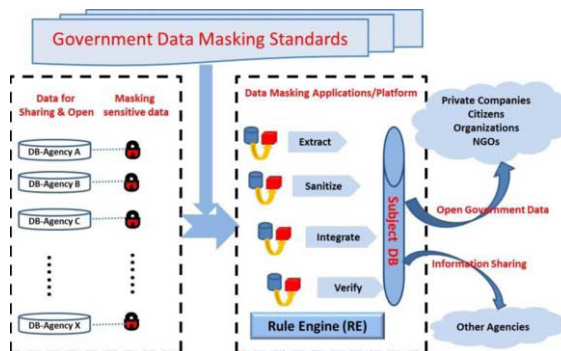 Government Data Masking Standards
Data for
Sharing & Open
Masking
sensitive data
DB-Agency A
DB-Agency B
DB-Agency C
DB-Agency X
Data Masking Applications/Platform
Extract
Sanitize
Integrate
Verify
Subject DB
Rule Engine (RE)
Private Companies
Citizens
Organizations
NGOs
Open Government Data
Information Sharing
Other Agencies